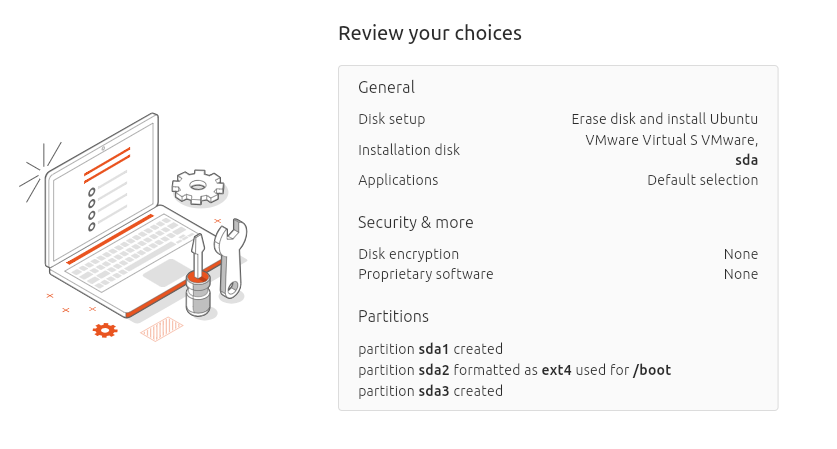 Review your choices
General
Disk setup Erase disk and install Ubuntu
Installation disk VMware Virtual S VMware,
sda
Applications Default selection
Security & more
Disk encryption None
Proprietary software None
Partitions
partition sda1 created
partition sda2 formatted as ext4 used for /boot
partition sda3 created